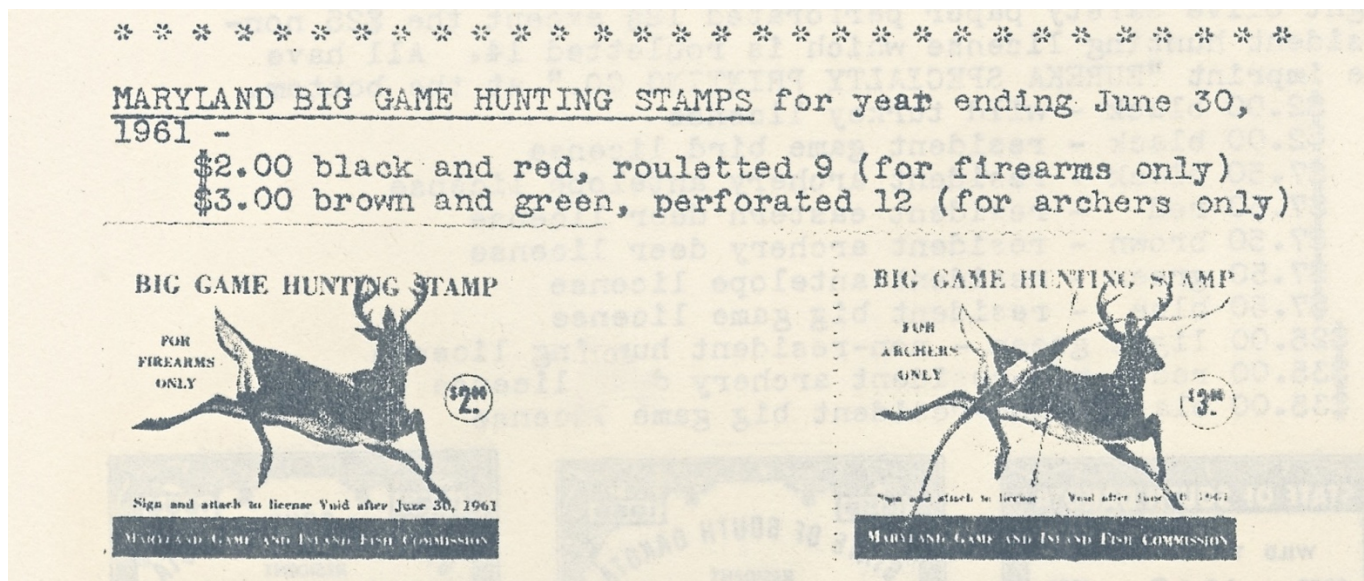 * * * * * * * * * * * * * * * * * * * * * * * * * * * * * * *
MARYLAND BIG GAME HUNTING STAMPS for year ending June 30,
1961 -
$2.00 black and red, rouletted 9 (for firearms only)
$3.00 brown and green, perforated 12 (for archers only)
BIG GAME HUNTING STAMP
FOR
FIREARMS
ONLY
$2.00
Sign and attach to license Void after June 30, 1961
MARYLAND GAME AND INLAND FISH COMMISSION
BIG GAME HUNTING STAMP
FOR
ARCHERS
ONLY
$3.00
Sign and attach to license Void after June 30, 1961
MARYLAND GAME AND INLAND FISH COMMISSION